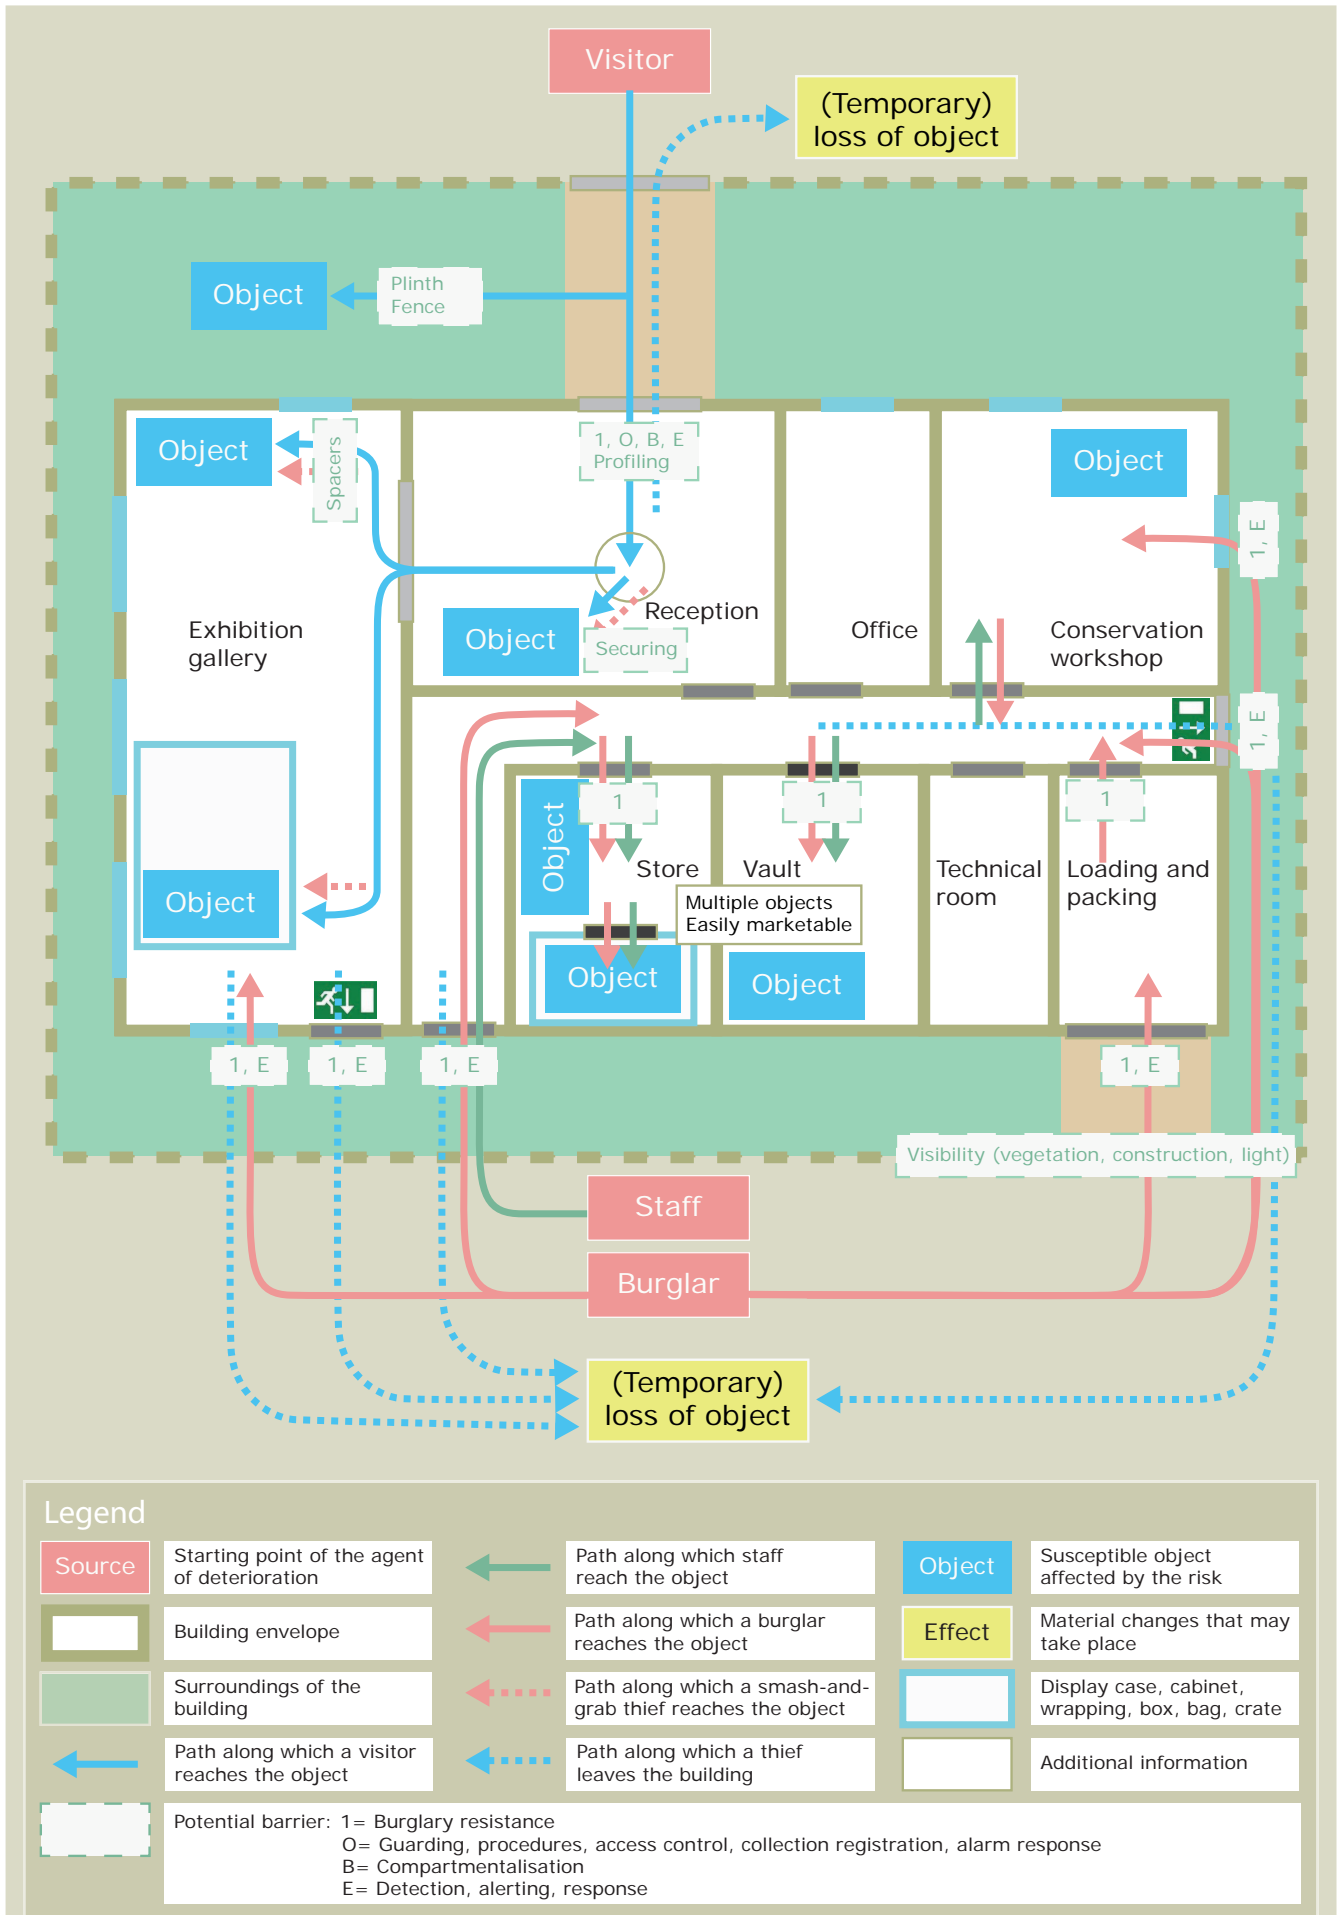 Visitor
(Temporary)
loss of object
Object
Plinth
Fence
Object
Spacers
1, O, B, E
Profiling
Object
1, E
Exhibition
gallery
Object
Reception
Securing
Office
Conservation
workshop
1, E
Object
1
1
1
Store
Vault
Technical
room
Loading and
packing
Multiple objects
Easily marketable
Object
Object
Object
1, E
1, E
1, E
1, E
Visibility (vegetation, construction, light)
Staff
Burglar
(Temporary)
loss of object
Legend
Source
Starting point of the agent
of deterioration
Path along which staff
reach the object
Object
Susceptible object
affected by the risk
Building envelope
Path along which a burglar
reaches the object
Effect
Material changes that may
take place
Surroundings of the
building
Path along which a smash-and-
grab thief reaches the object
Display case, cabinet,
wrapping, box, bag, crate
Path along which a visitor
reaches the object
Path along which a thief
leaves the building
Additional information
Potential barrier: 1= Burglary resistance
O= Guarding, procedures, access control, collection registration, alarm response
B= Compartmentalisation
E= Detection, alerting, response